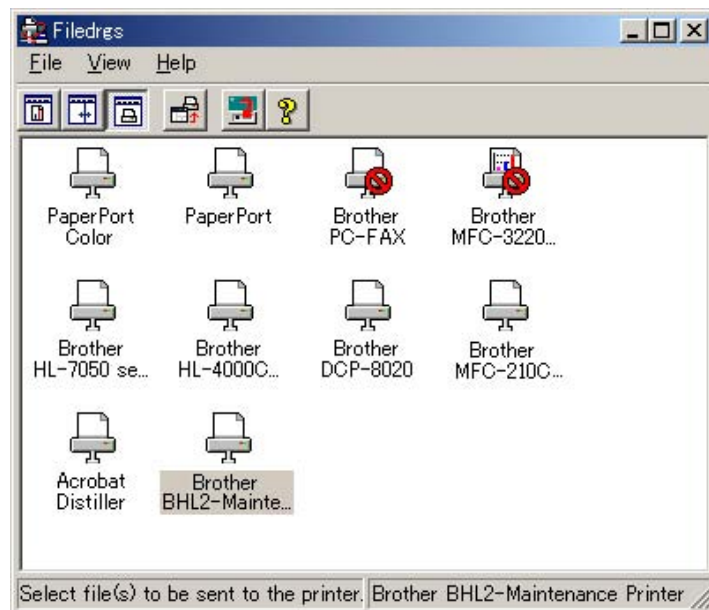 Filedrgs
File View Help
PaperPort
Color
PaperPort
Brother
PC-FAX
Brother
MFC-3220...
Brother
HL-7050 se...
Brother
HL-4000C...
Brother
DCP-8020
Brother
MFC-210C...
Acrobat
Distiller
Brother
BHL2-Mainte...
Select file(s) to be sent to the printer. Brother BHL2-Maintenance Printer